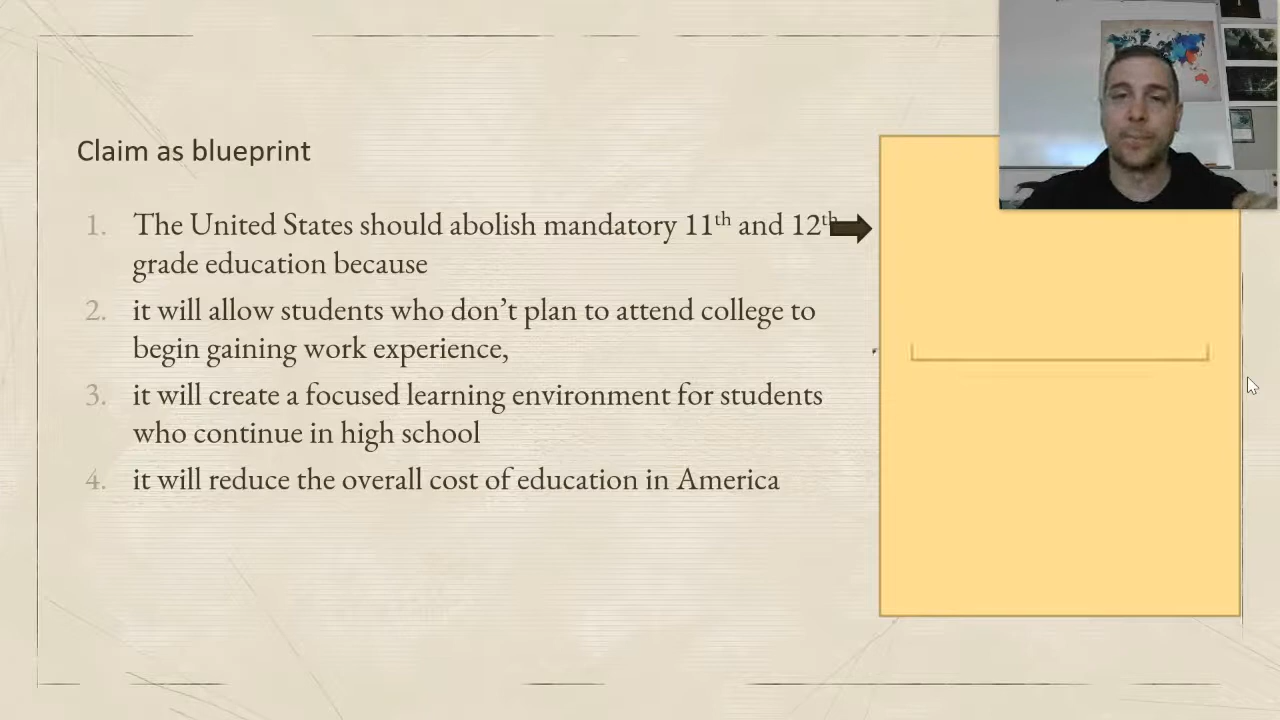 Claim as blueprint
1. The United States should abolish mandatory 11th and 12th
grade education because
2. it will allow students who don’t plan to attend college to
begin gaining work experience,
3. it will create a focused learning environment for students
who continue in high school
4. it will reduce the overall cost of education in America